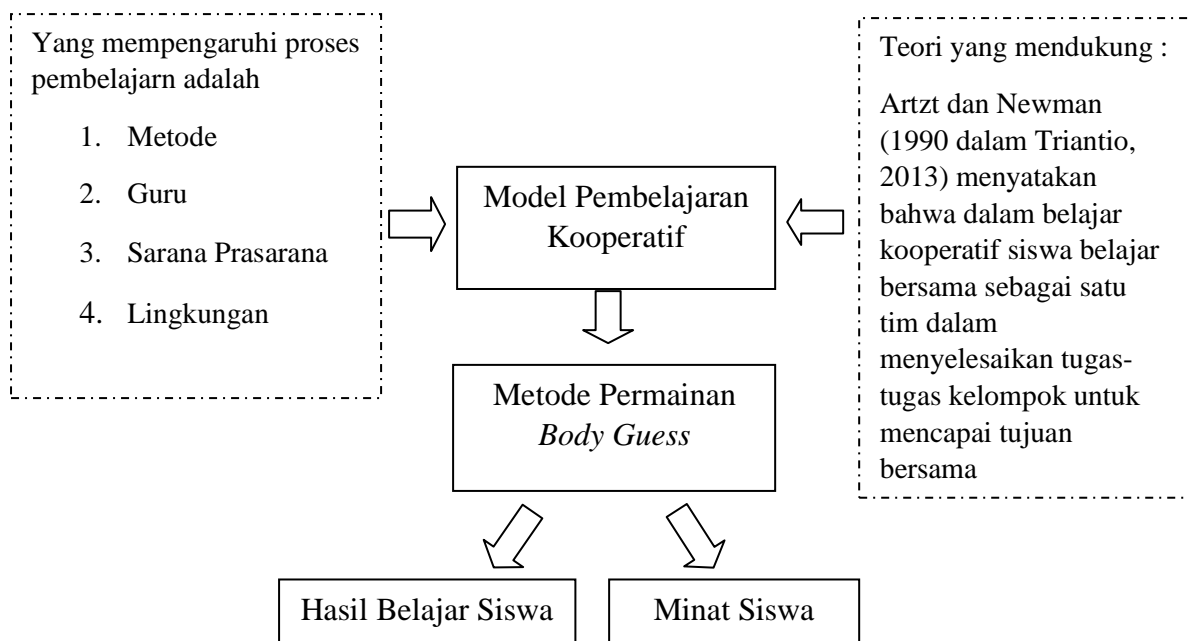 Yang mempengaruhi proses
pembelajarn adalah
1. Metode
2. Guru
3. Sarana Prasarana
4. Lingkungan
Model Pembelajaran
Kooperatif
Teori yang mendukung :
Artzt dan Newman
(1990 dalam Triantio,
2013) menyatakan
bahwa dalam belajar
kooperatif siswa belajar
bersama sebagai satu
tim dalam
menyelesaikan tugas-
tugas kelompok untuk
mencapai tujuan
bersama
Metode Permainan
Body Guess
Hasil Belajar Siswa
Minat Siswa